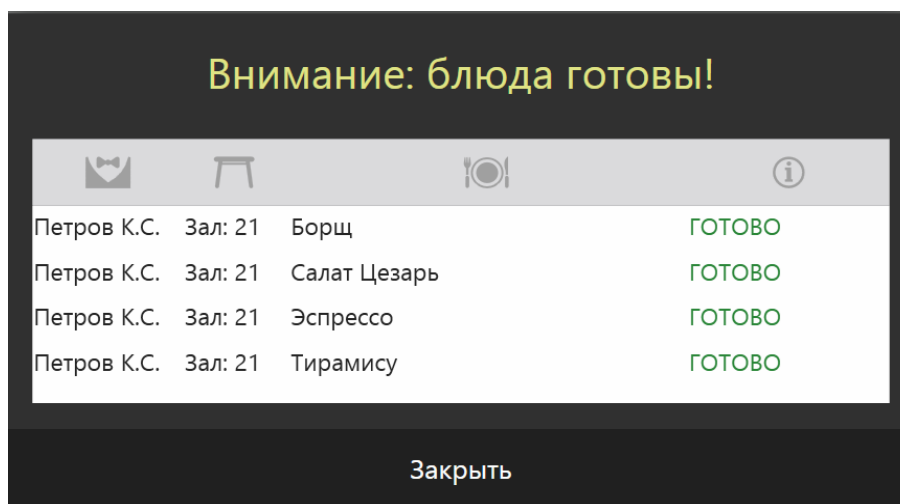 Внимание: блюда готовы!
Петров К.С. Зал: 21 Борщ ГОТОВО
Петров К.С. Зал: 21 Салат Цезарь ГОТОВО
Петров К.С. Зал: 21 Эспрессо ГОТОВО
Петров К.С. Зал: 21 Тирамису ГОТОВО
Закрыть